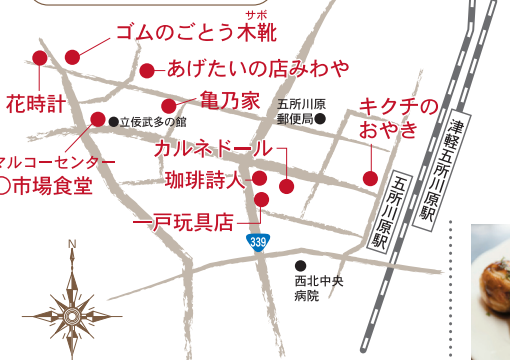 サボ
ゴムのごとう木靴
あげたいの店みわや
花時計
亀乃家
立佞武多の館
五所川原
郵便局
キクチの
おやき
マルコーセンター
〇市場食堂
カルネドール
珈琲詩人
一戸玩具店
339
津軽五所川原駅
五所川原駅
西北中央
病院
N